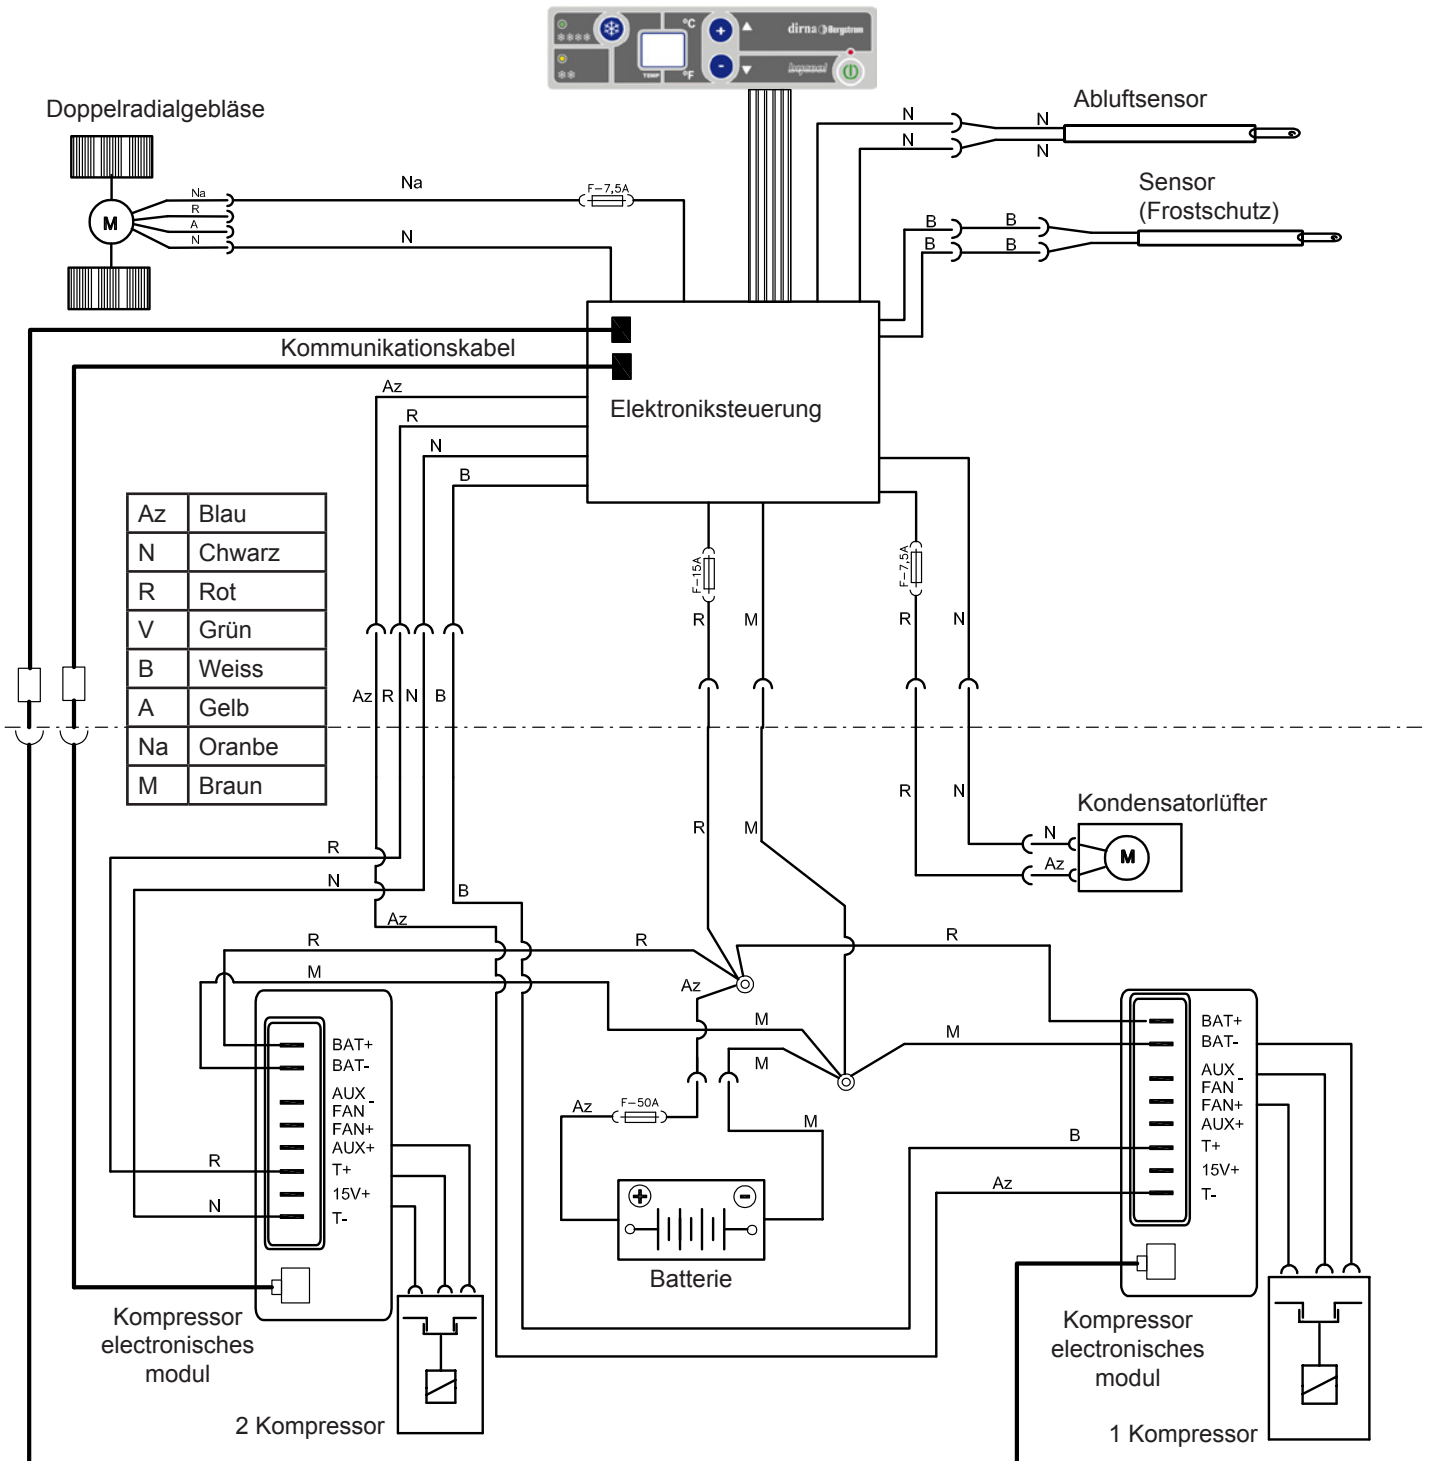 °C
dirna Bergstrom
TEMP
°F
Doppelradialgebläse
Abluftsensor
N
N
N
N
Sensor
(Frostschutz)
Na
R
A
N
Na
N
F-7,5A
M
B
B
B
B
Kommunikationskabel
Elektroniksteuerung
Az
R
N
B
Az Blau
N Chwarz
R Rot
V Grün
B Weiss
A Gelb
Na Oranbe
M Braun
F-15A
F-7,5A
R
M
R
N
Az
R
N
B
R
M
R
N
Kondensatorlüfter
N
Az
M
R
N
B
Az
R
R
R
M
Az
M
M
M
BAT+
BAT-
AUX
FAN -
FAN+
AUX+
T+
15V+
T-
R
N
Az
F-50A
M
Batterie
BAT+
BAT-
AUX
FAN -
FAN+
AUX+
T+
15V+
T-
B
Az
Kompressor
electronisches
modul
2 Kompressor
Kompressor
electronisches
modul
1 Kompressor